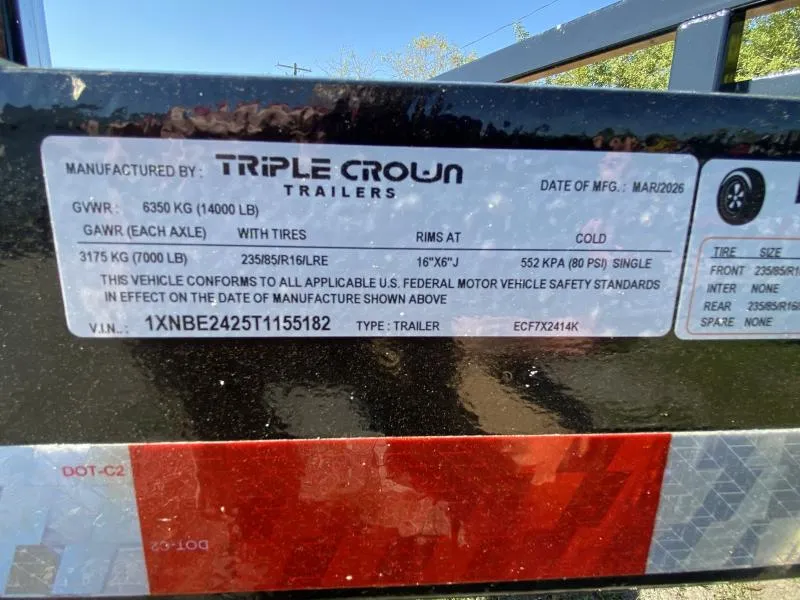 MANUFACTURED BY : TRIPLE CROWN
TRAILERS
DATE OF MFG. : MAR/2026
GVWR : 6350 KG (14000 LB)
GAWR (EACH AXLE) WITH TIRES RIMS AT COLD
3175 KG (7000 LB) 235/85/R16/LRE 16"X6"J 552 KPA (80 PSI) SINGLE
THIS VEHICLE CONFORMS TO ALL APPLICABLE U.S. FEDERAL MOTOR VEHICLE SAFETY STANDARDS
IN EFFECT ON THE DATE OF MANUFACTURE SHOWN ABOVE
V.I.N.. : 1XNBE2425T1155182 TYPE : TRAILER ECF7X2414K
TIRE SIZE
FRONT 235/85/R1
INTER NONE
REAR 235/85/R16/
SPARE NONE
DOT-C2
DOT-C2